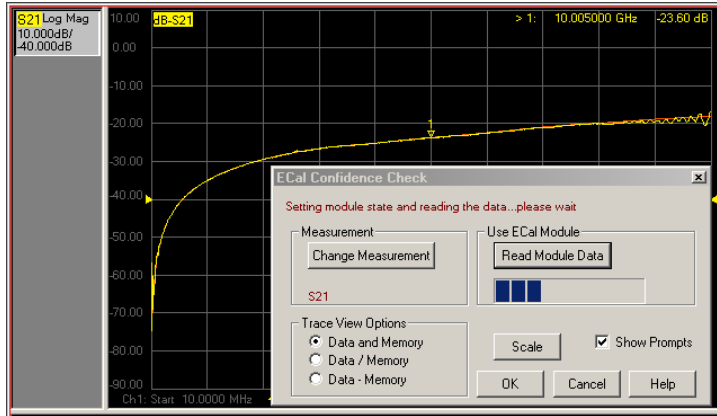 S21 Log Mag
10.000dB/
-40.000dB
10.00
dB-S21
> 1: 10.005000 GHz -23.60 dB
0.00
-10.00
-20.00
1
-30.00
-40.00
-50.00
-60.00
-70.00
-80.00
-90.00
Ch1: Start 10.0000 MHz
ECal Confidence Check
Setting module state and reading the data...please wait
Measurement
Change Measurement
S21
Use ECal Module
Read Module Data
Trace View Options
Data and Memory
Data / Memory
Data - Memory
Scale
Show Prompts
OK
Cancel
Help